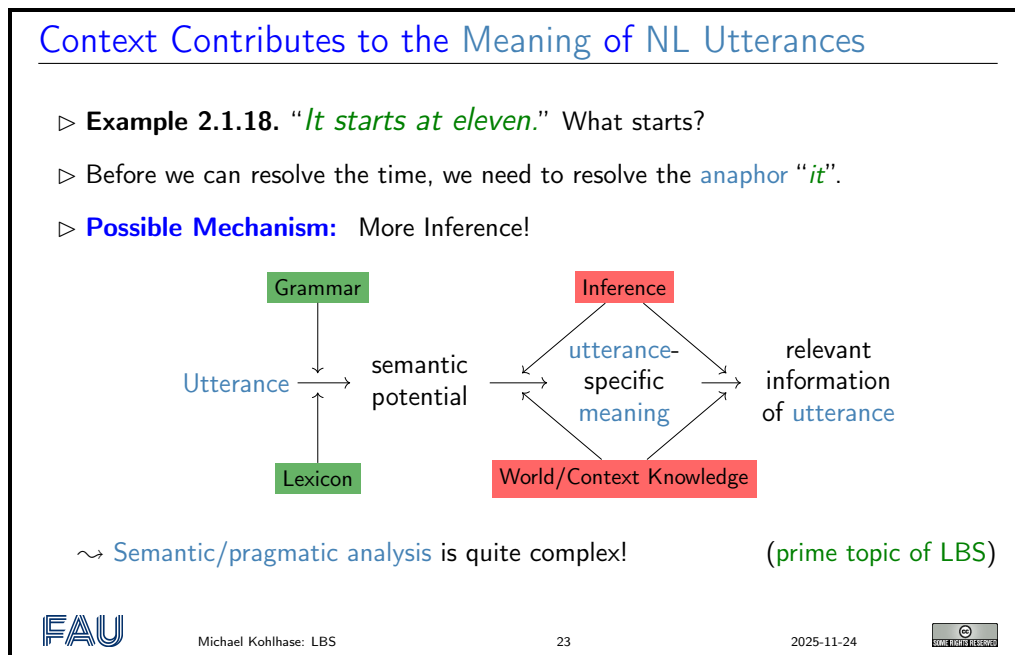 Context Contributes to the Meaning of NL Utterances
▷ Example 2.1.18. “It starts at eleven.” What starts?
▷ Before we can resolve the time, we need to resolve the anaphor “it”.
▷ Possible Mechanism: More Inference!
Grammar
Inference
Utterance
semantic
potential
utterance-
specific
meaning
relevant
information
of utterance
Lexicon
World/Context Knowledge
⤳ Semantic/pragmatic analysis is quite complex! (prime topic of LBS)
FAU Michael Kohlhase: LBS 23 2025-11-24
cc
SOME RIGHTS RESERVED